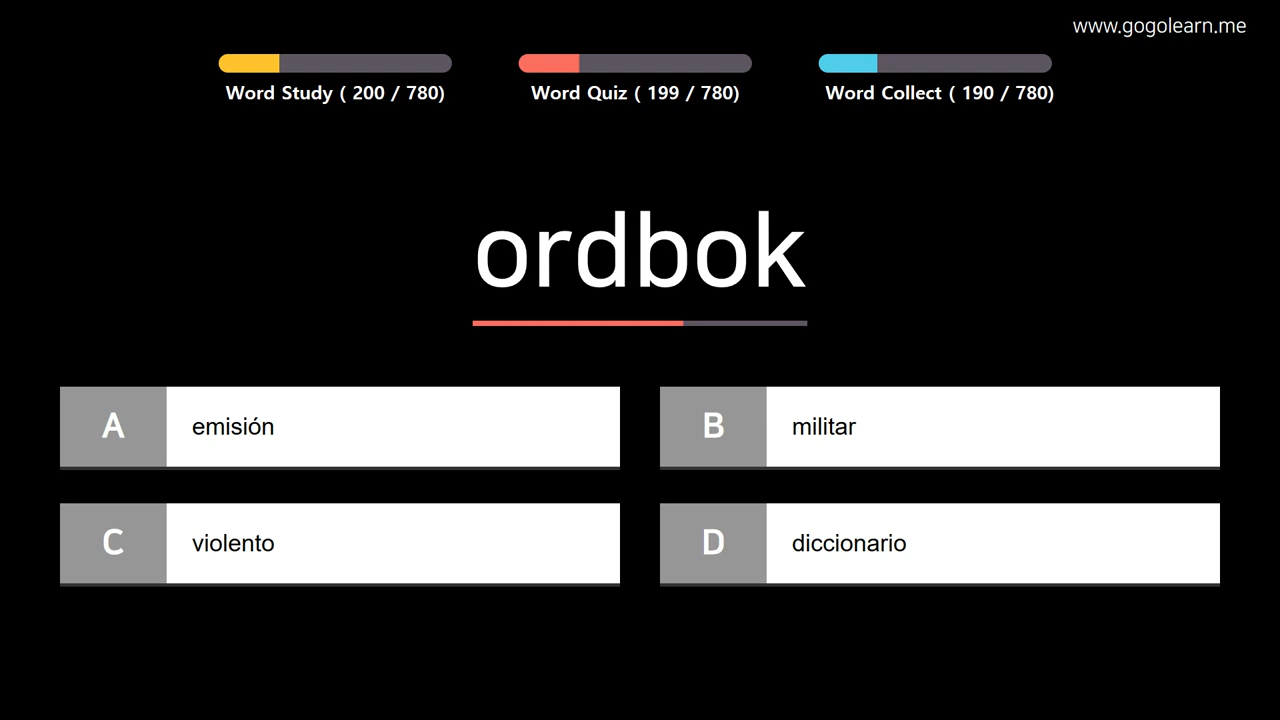 www.gogolearn.me
Word Study ( 200 / 780)
Word Quiz ( 199 / 780)
Word Collect ( 190 / 780)
ordbok
A emisión
B militar
C violento
D diccionario